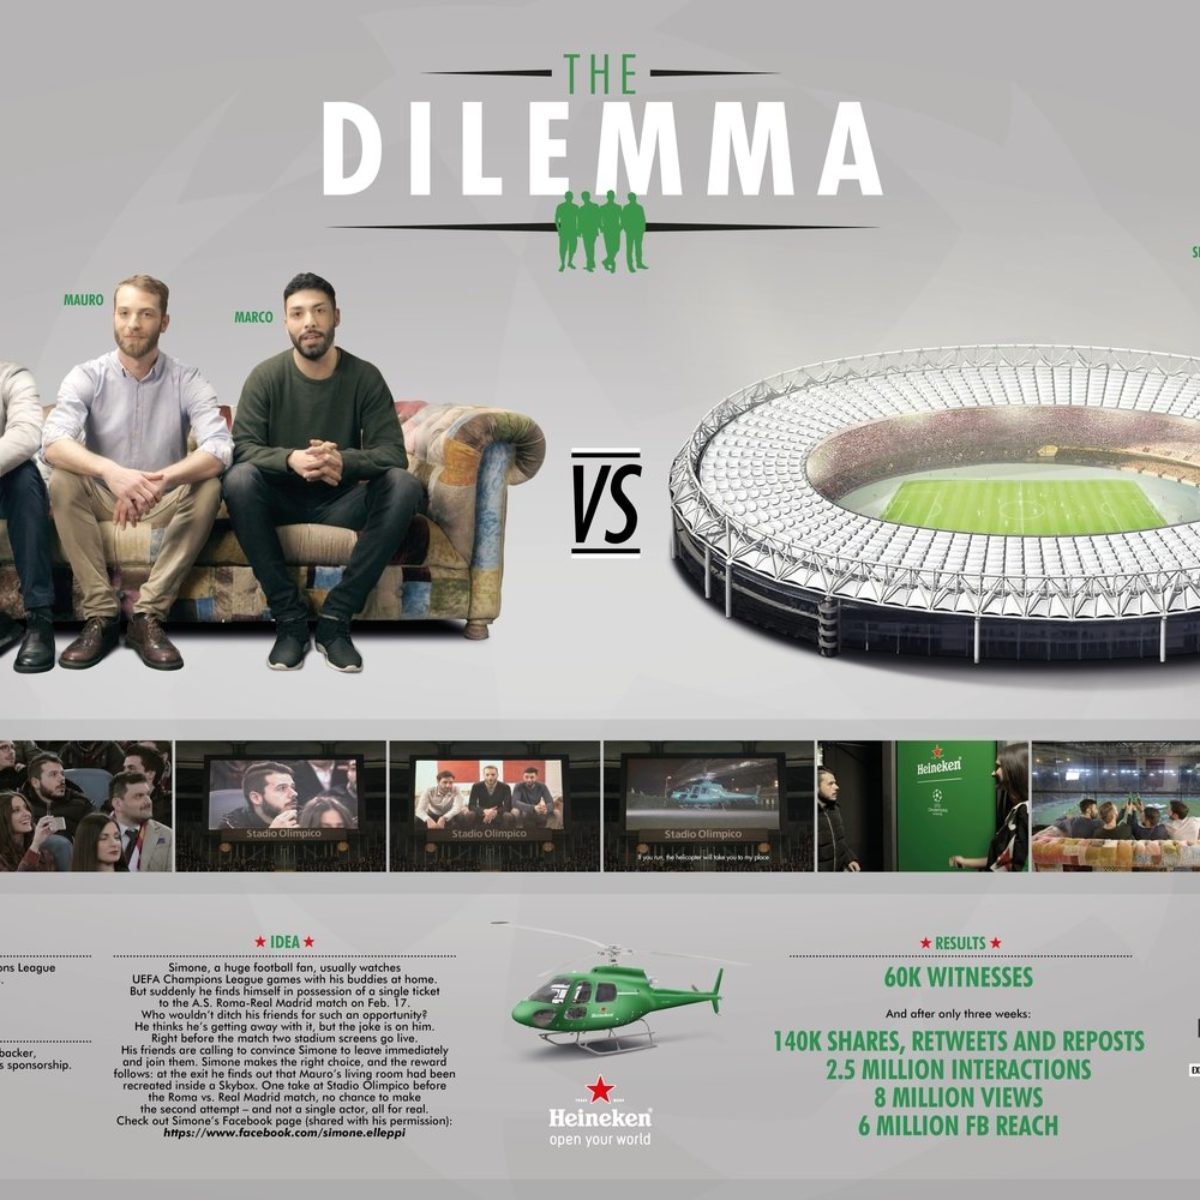 THE
DILEMMA
MAURO
MARCO
VS
Stadio Olimpico
Stadio Olimpico
Stadio Olimpico
If you run, the helicopter will take you to my place.
Heineken
ons League
.
backer,
s sponsorship.
★ IDEA ★
Simone, a huge football fan, usually watches
UEFA Champions League games with his buddies at home.
But suddenly he finds himself in possession of a single ticket
to the A.S. Roma-Real Madrid match on Feb. 17.
Who wouldn't ditch his friends for such an opportunity?
He thinks he's getting away with it, but the joke is on him.
Right before the match two stadium screens go live.
His friends are calling to convince Simone to leave immediately
and join them. Simone makes the right choice, and the reward
follows: at the exit he finds out that Mauro's living room had been
recreated inside a Skybox. One take at Stadio Olimpico before
the Roma vs. Real Madrid match, no chance to make
the second attempt – and not a single actor, all for real.
Check out Simone's Facebook page (shared with his permission):
https://www.facebook.com/simone.elleppi
Heineken
Heineken
open your world
★ RESULTS ★
60K WITNESSES
And after only three weeks:
140K SHARES, RETWEETS AND REPOSTS
2.5 MILLION INTERACTIONS
8 MILLION VIEWS
6 MILLION FB REACH